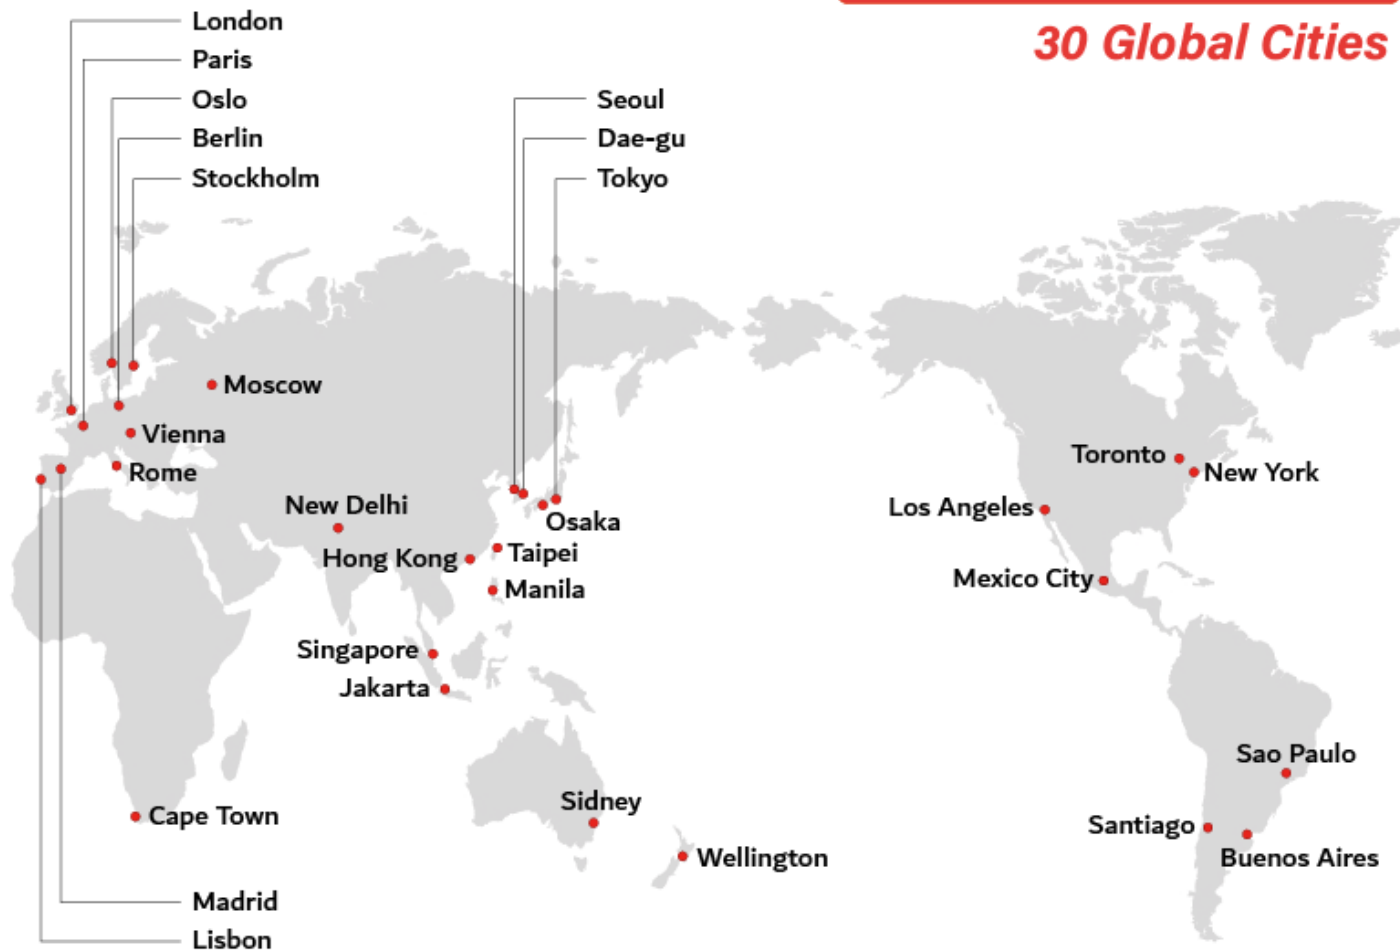 30 Global Cities
London
Paris
Oslo
Berlin
Stockholm
Seoul
Dae-gu
Tokyo
Moscow
Vienna
Rome
New Delhi
Hong Kong
Osaka
Taipei
Manila
Singapore
Jakarta
Toronto
New York
Los Angeles
Mexico City
Cape Town
Sidney
Wellington
Sao Paulo
Santiago
Buenos Aires
Madrid
Lisbon